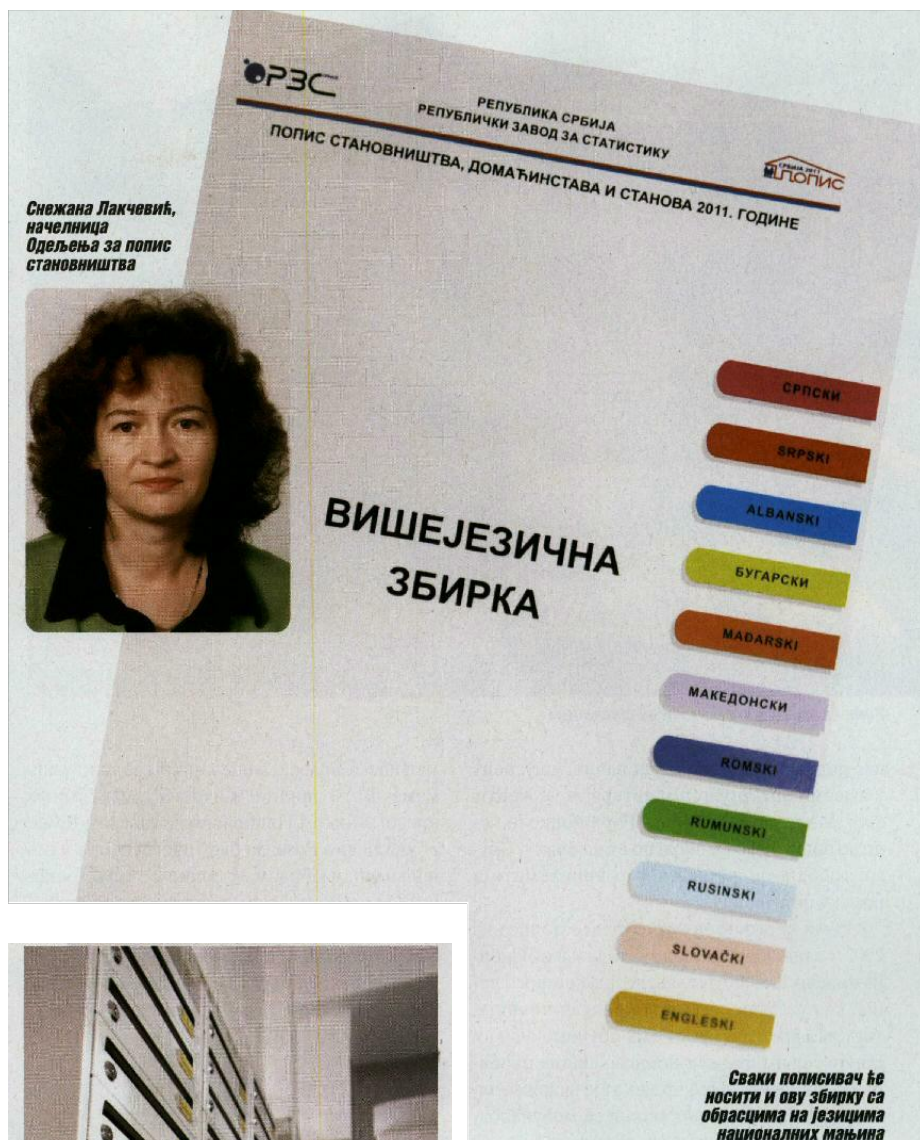 РЗС
РЕПУБЛИКА СРБИЈА
РЕПУБЛИЧКИ ЗАВОД ЗА СТАТИСТИКУ
ПОПИС СТАНОВНИШТВА, ДОМАЋИНСТАВА И СТАНОВА 2011. ГОДИНЕ
СРБИЈА 2011
ПОПИС
Снежана Лакчевић,
начелница
Одељења за попис
становништва
ВИШЕЈЕЗИЧНА
ЗБИРКА
СРПСКИ
SRPSKI
ALBANSKI
БУГАРСКИ
MAĐARSKI
МАКЕДОНСКИ
ROMSKI
RUMUNSKI
RUSINSKI
SLOVAČKI
ENGLESKI
Сваки пописивач ће
носити и ову збирку са
обрасцима на језицима
националних мањина